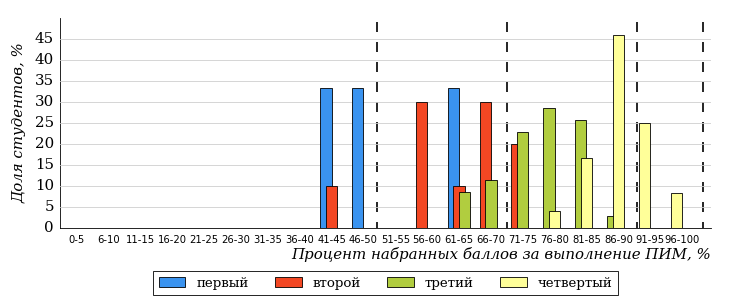 Доля студентов, %
45
40
35
30
25
20
15
10
5
0
0-5 6-10 11-15 16-20 21-25 26-30 31-35 36-40 41-45 46-50 51-55 56-60 61-65 66-70 71-75 76-80 81-85 86-90 91-95 96-100
Процент набранных баллов за выполнение ПИМ, %
первый второй третий четвертый